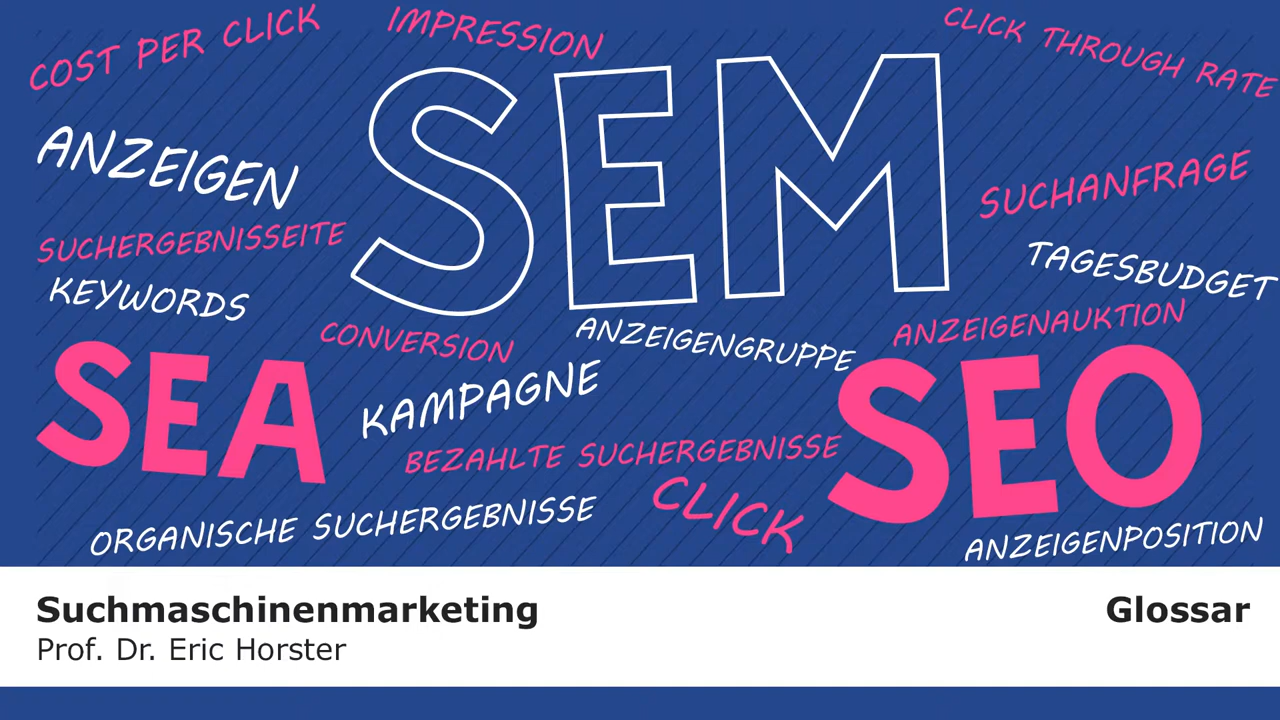 COST PER CLICK
IMPRESSION
CLICK THROUGH RATE
SEM
ANZEIGEN
SUCHANFRAGE
SUCHERGEBNISSEITE
TAGESBUDGET
KEYWORDS
CONVERSION
ANZEIGENGRUPPE
ANZEIGENAUKTION
SEA
KAMPAGNE
SEO
BEZAHLTE SUCHERGEBNISSE
CLICK
ORGANISCHE SUCHERGEBNISSE
ANZEIGENPOSITION
Suchmaschinenmarketing
Glossar
Prof. Dr. Eric Horster